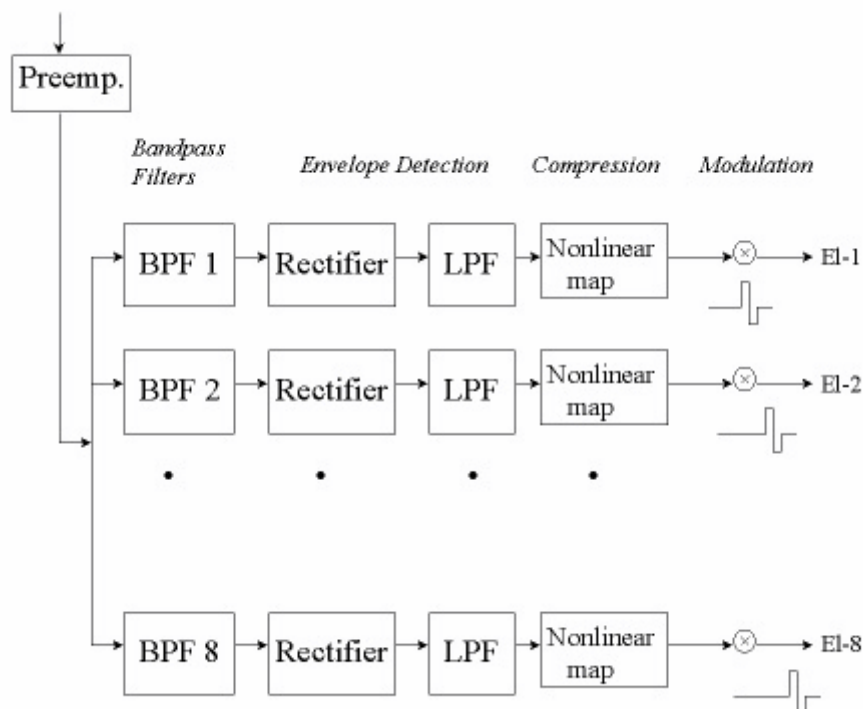 Preemp.
Bandpass
Filters
Envelope Detection
Compression
Modulation
BPF 1
Rectifier
LPF
Nonlinear
map
El-1
BPF 2
Rectifier
LPF
Nonlinear
map
El-2
BPF 8
Rectifier
LPF
Nonlinear
map
El-8